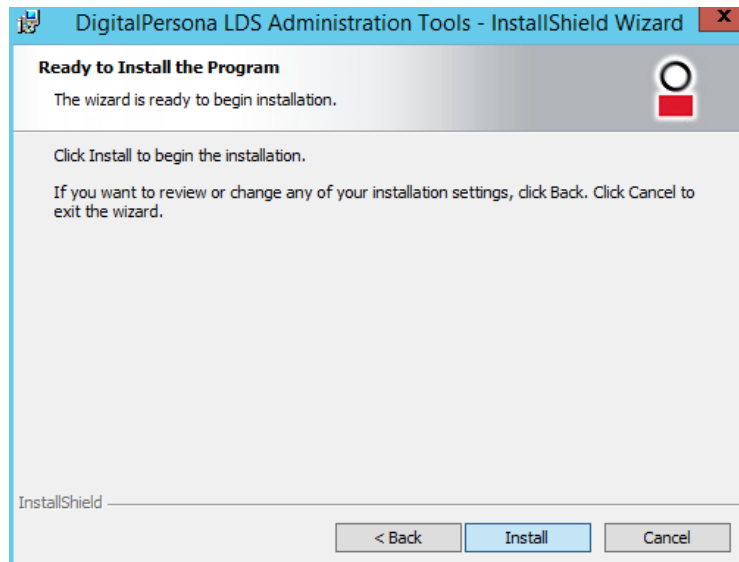 DigitalPersona LDS Administration Tools - InstallShield Wizard
x
Ready to Install the Program
The wizard is ready to begin installation.
Click Install to begin the installation.
If you want to review or change any of your installation settings, click Back. Click Cancel to
exit the wizard.
InstallShield
< Back Install Cancel